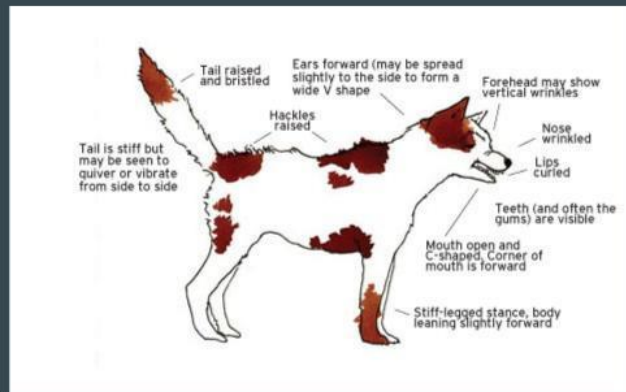 Tail raised
and bristled
Ears forward (may be spread
slightly to the side to form a
wide V shape
Forehead may show
vertical wrinkles
Hackles
raised
Nose
wrinkled
Tail is stiff but
may be seen to
quiver or vibrate
from side to side
Lips
curled
Teeth (and often the
gums) are visible
Mouth open and
C-shaped, Corner of
mouth is forward
Stiff-legged stance, body
leaning slightly forward